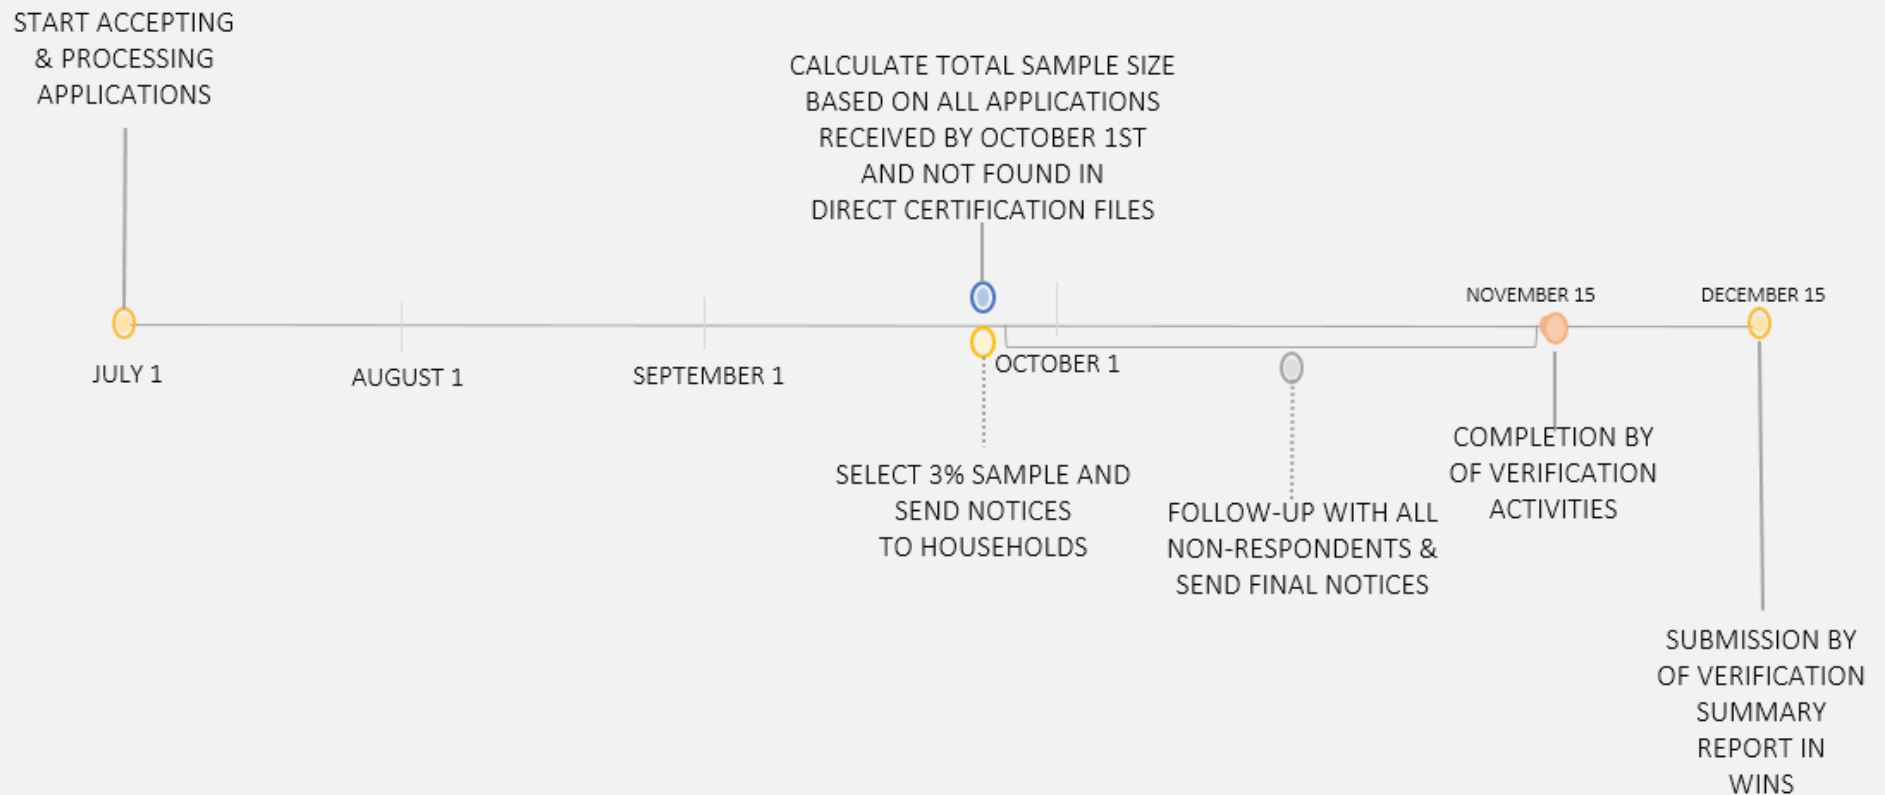 START ACCEPTING
& PROCESSING
APPLICATIONS
CALCULATE TOTAL SAMPLE SIZE
BASED ON ALL APPLICATIONS
RECEIVED BY OCTOBER 1ST
AND NOT FOUND IN
DIRECT CERTIFICATION FILES
NOVEMBER 15
DECEMBER 15
JULY 1
AUGUST 1
SEPTEMBER 1
OCTOBER 1
SELECT 3% SAMPLE AND
SEND NOTICES
TO HOUSEHOLDS
FOLLOW-UP WITH ALL
NON-RESPONDENTS &
SEND FINAL NOTICES
COMPLETION BY
OF VERIFICATION
ACTIVITIES
SUBMISSION BY
OF VERIFICATION
SUMMARY
REPORT IN
WINS